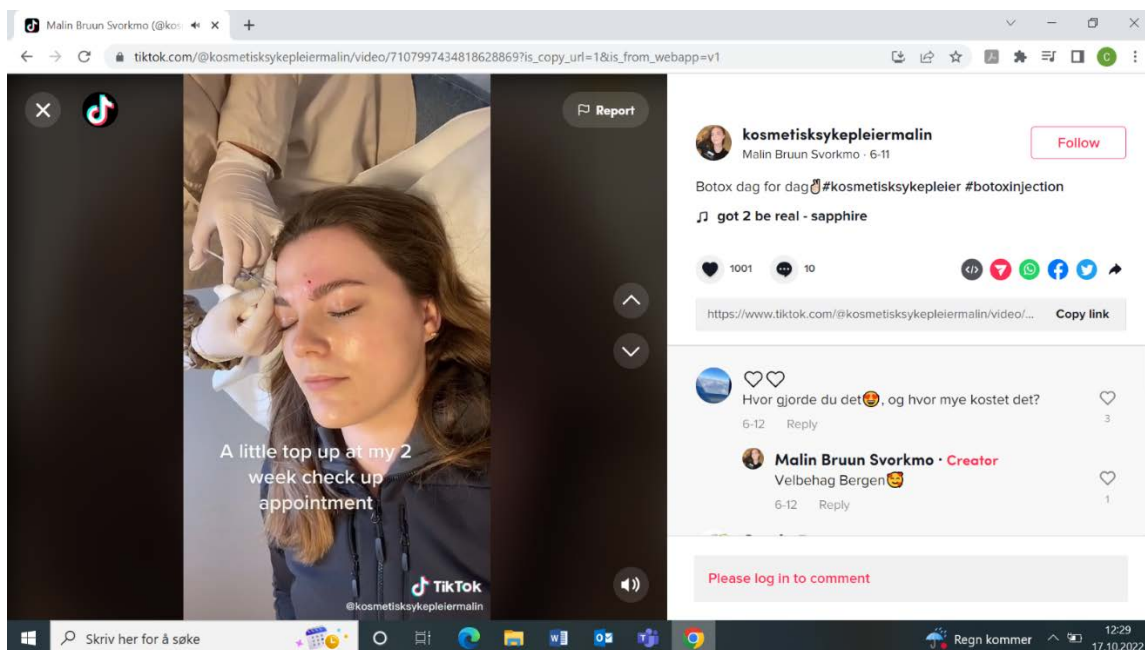 Malin Bruun Svorkmo (@kos
tiktok.com/@kosmetisksykepleiermalin/video/7107997434818628869?is_copy_url=1&is_from_webapp=v1
C
Report
A little top up at my 2
week check up
appointment
TikTok
@kosmetisksykepleiermalin
kosmetisksykepleiermalin
Malin Bruun Svorkmo · 6-11
Follow
Botox dag for dag✌🏻#kosmetisksykepleier #botoxinjection
♫ got 2 be real - sapphire
1001 10
https://www.tiktok.com/@kosmetisksykepleiermalin/video/... Copy link
♡♡
Hvor gjorde du det🤩, og hvor mye kostet det?
3
6-12 Reply
Malin Bruun Svorkmo · Creator
Velbehag Bergen🥰
1
6-12 Reply
Please log in to comment
Skriv her for å søke
Regn kommer
12:29
17.10.2022